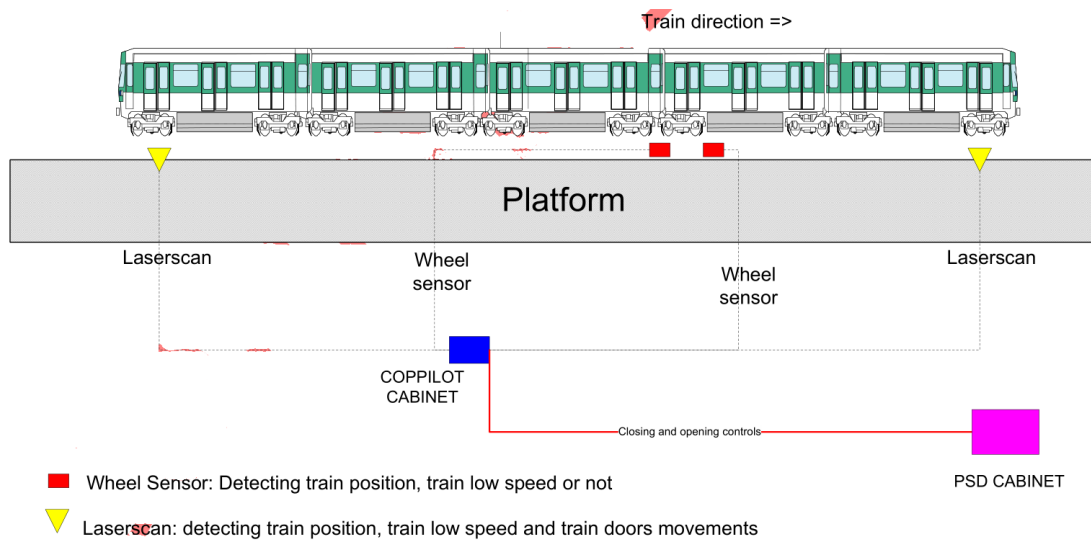 Train direction =>
Platform
Laserscan
Wheel
sensor
Wheel
sensor
Laserscan
COPPILOT
CABINET
Closing and opening controls
PSD CABINET
Wheel Sensor: Detecting train position, train low speed or not
Laserscan: detecting train position, train low speed and train doors movements